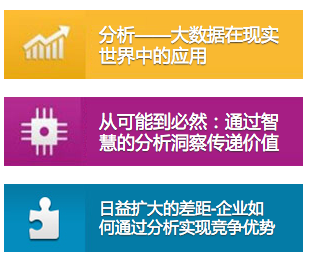 分析——大数据在现实
世界中的应用
从可能到必然：通过智
慧的分析洞察传递价值
日益扩大的差距-企业如
何通过分析实现竞争优势